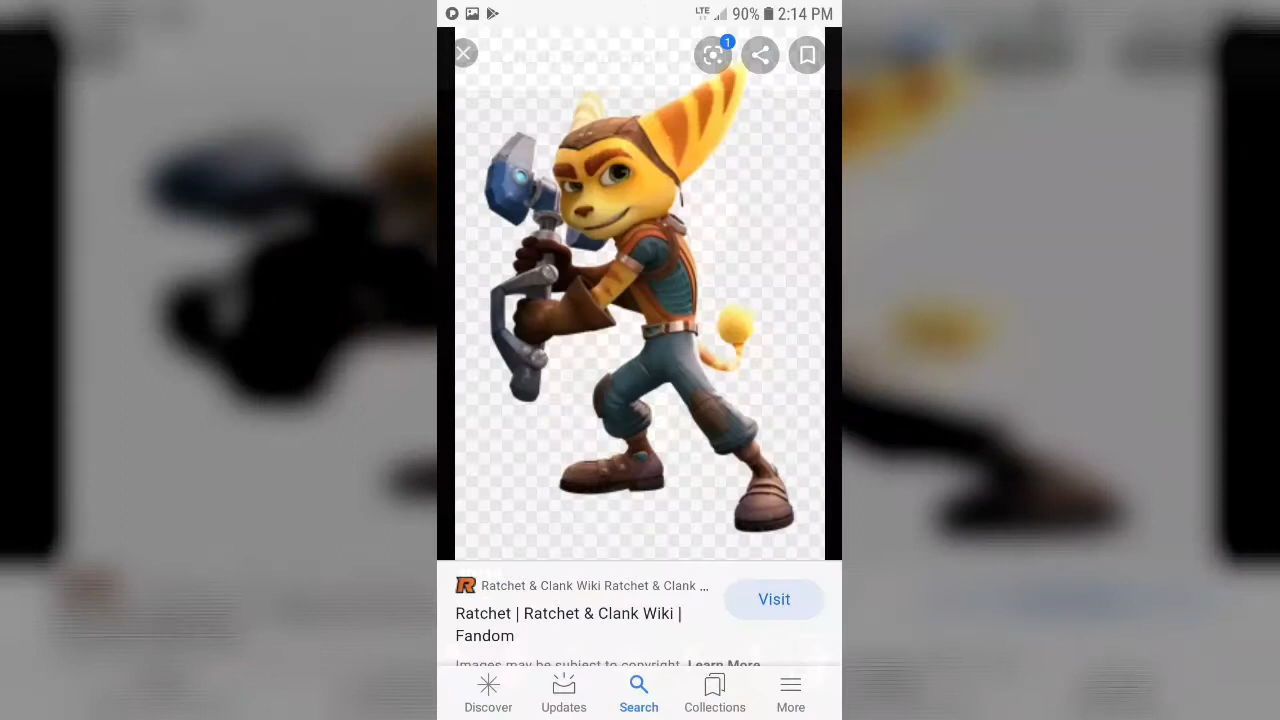 LTE 90% 2:14 PM
1
Ratchet & Clank Wiki Ratchet & Clank ...
Visit
Ratchet | Ratchet & Clank Wiki |
Fandom
Images may be subject to copyright. Learn More
Discover Updates Search Collections More